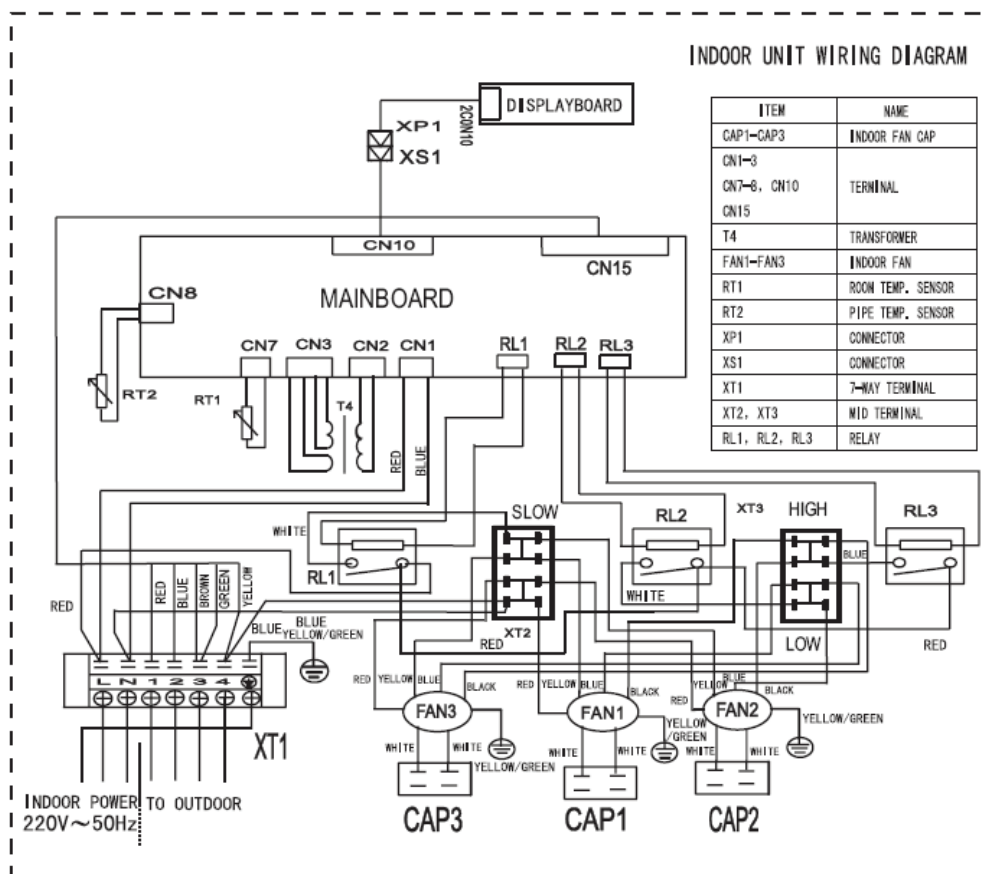 INDOOR UNIT WIRING DIAGRAM
ITEM NAME
CAP1-CAP3 INDOOR FAN CAP
CN1-3
CN7-8, CN10 TERMINAL
CN15
T4 TRANSFORMER
FAN1-FAN3 INDOOR FAN
RT1 ROON TEMP. SENSOR
RT2 PIPE TEMP. SENSOR
XP1 CONNECTOR
XS1 CONNECTOR
XT1 7-WAY TERMINAL
XT2, XT3 MID TERMINAL
RL1, RL2, RL3 RELAY
DISPLAYBOARD
2CON10
XP1
XS1
CN10
CN15
CN8
MAINBOARD
CN7 CN3 CN2 CN1 RL1 RL2 RL3
RT2
RT1
T4
RED
BLUE
SLOW
RL2
XT3
HIGH
RL3
WHITE
RL1
BLUE
WHITE
RED
RED
BLUE
BROWN
GREEN
YELLOW
BLUE
BLUE
YELLOW/GREEN
XT2
RED
LOW
RED
L N 1 2 3 4
XT1
RED YELLOW BLUE BLACK
FAN3
WHITE WHITE
YELLOW/GREEN
CAP3
RED YELLOW BLUE BLACK
FAN1
YELLOW
/GREEN
WHITE WHITE
CAP1
RED YELLOW BLUE BLACK
FAN2
YELLOW/GREEN
WHITE WHITE
CAP2
INDOOR POWER TO OUTDOOR
220V~50Hz